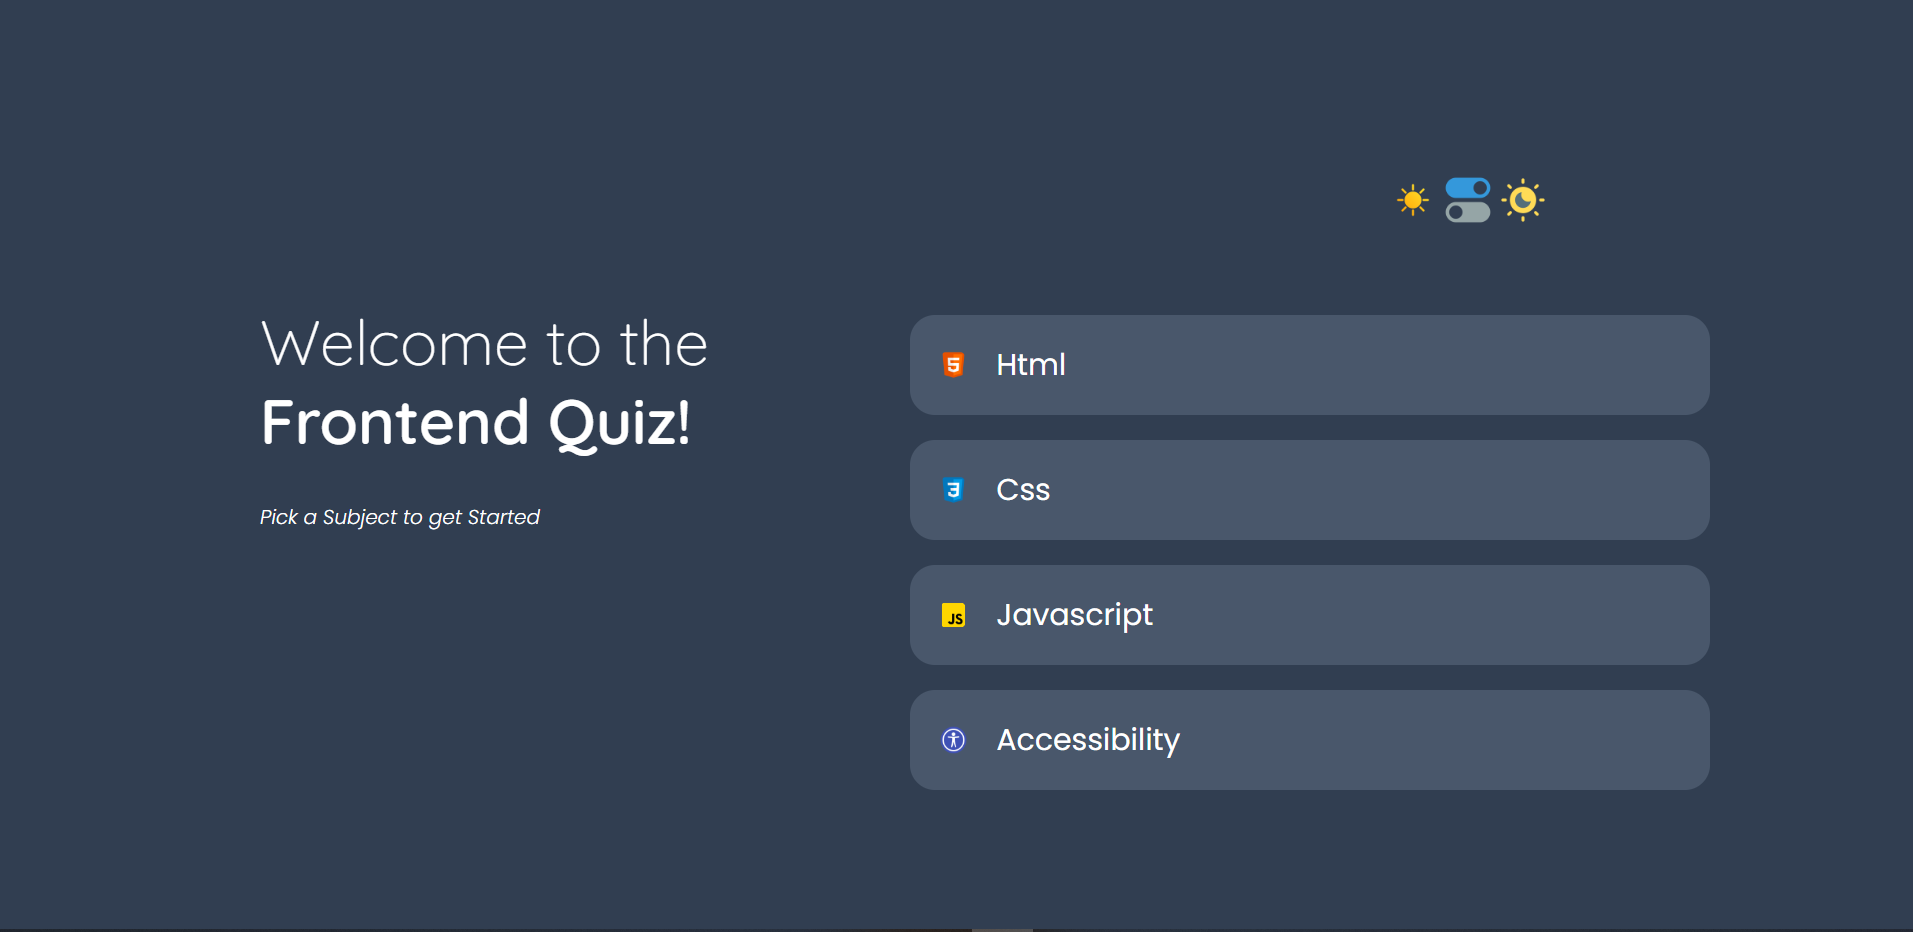 Welcome to the
Frontend Quiz!
Pick a Subject to get Started
5 Html
3 Css
JS Javascript
Accessibility